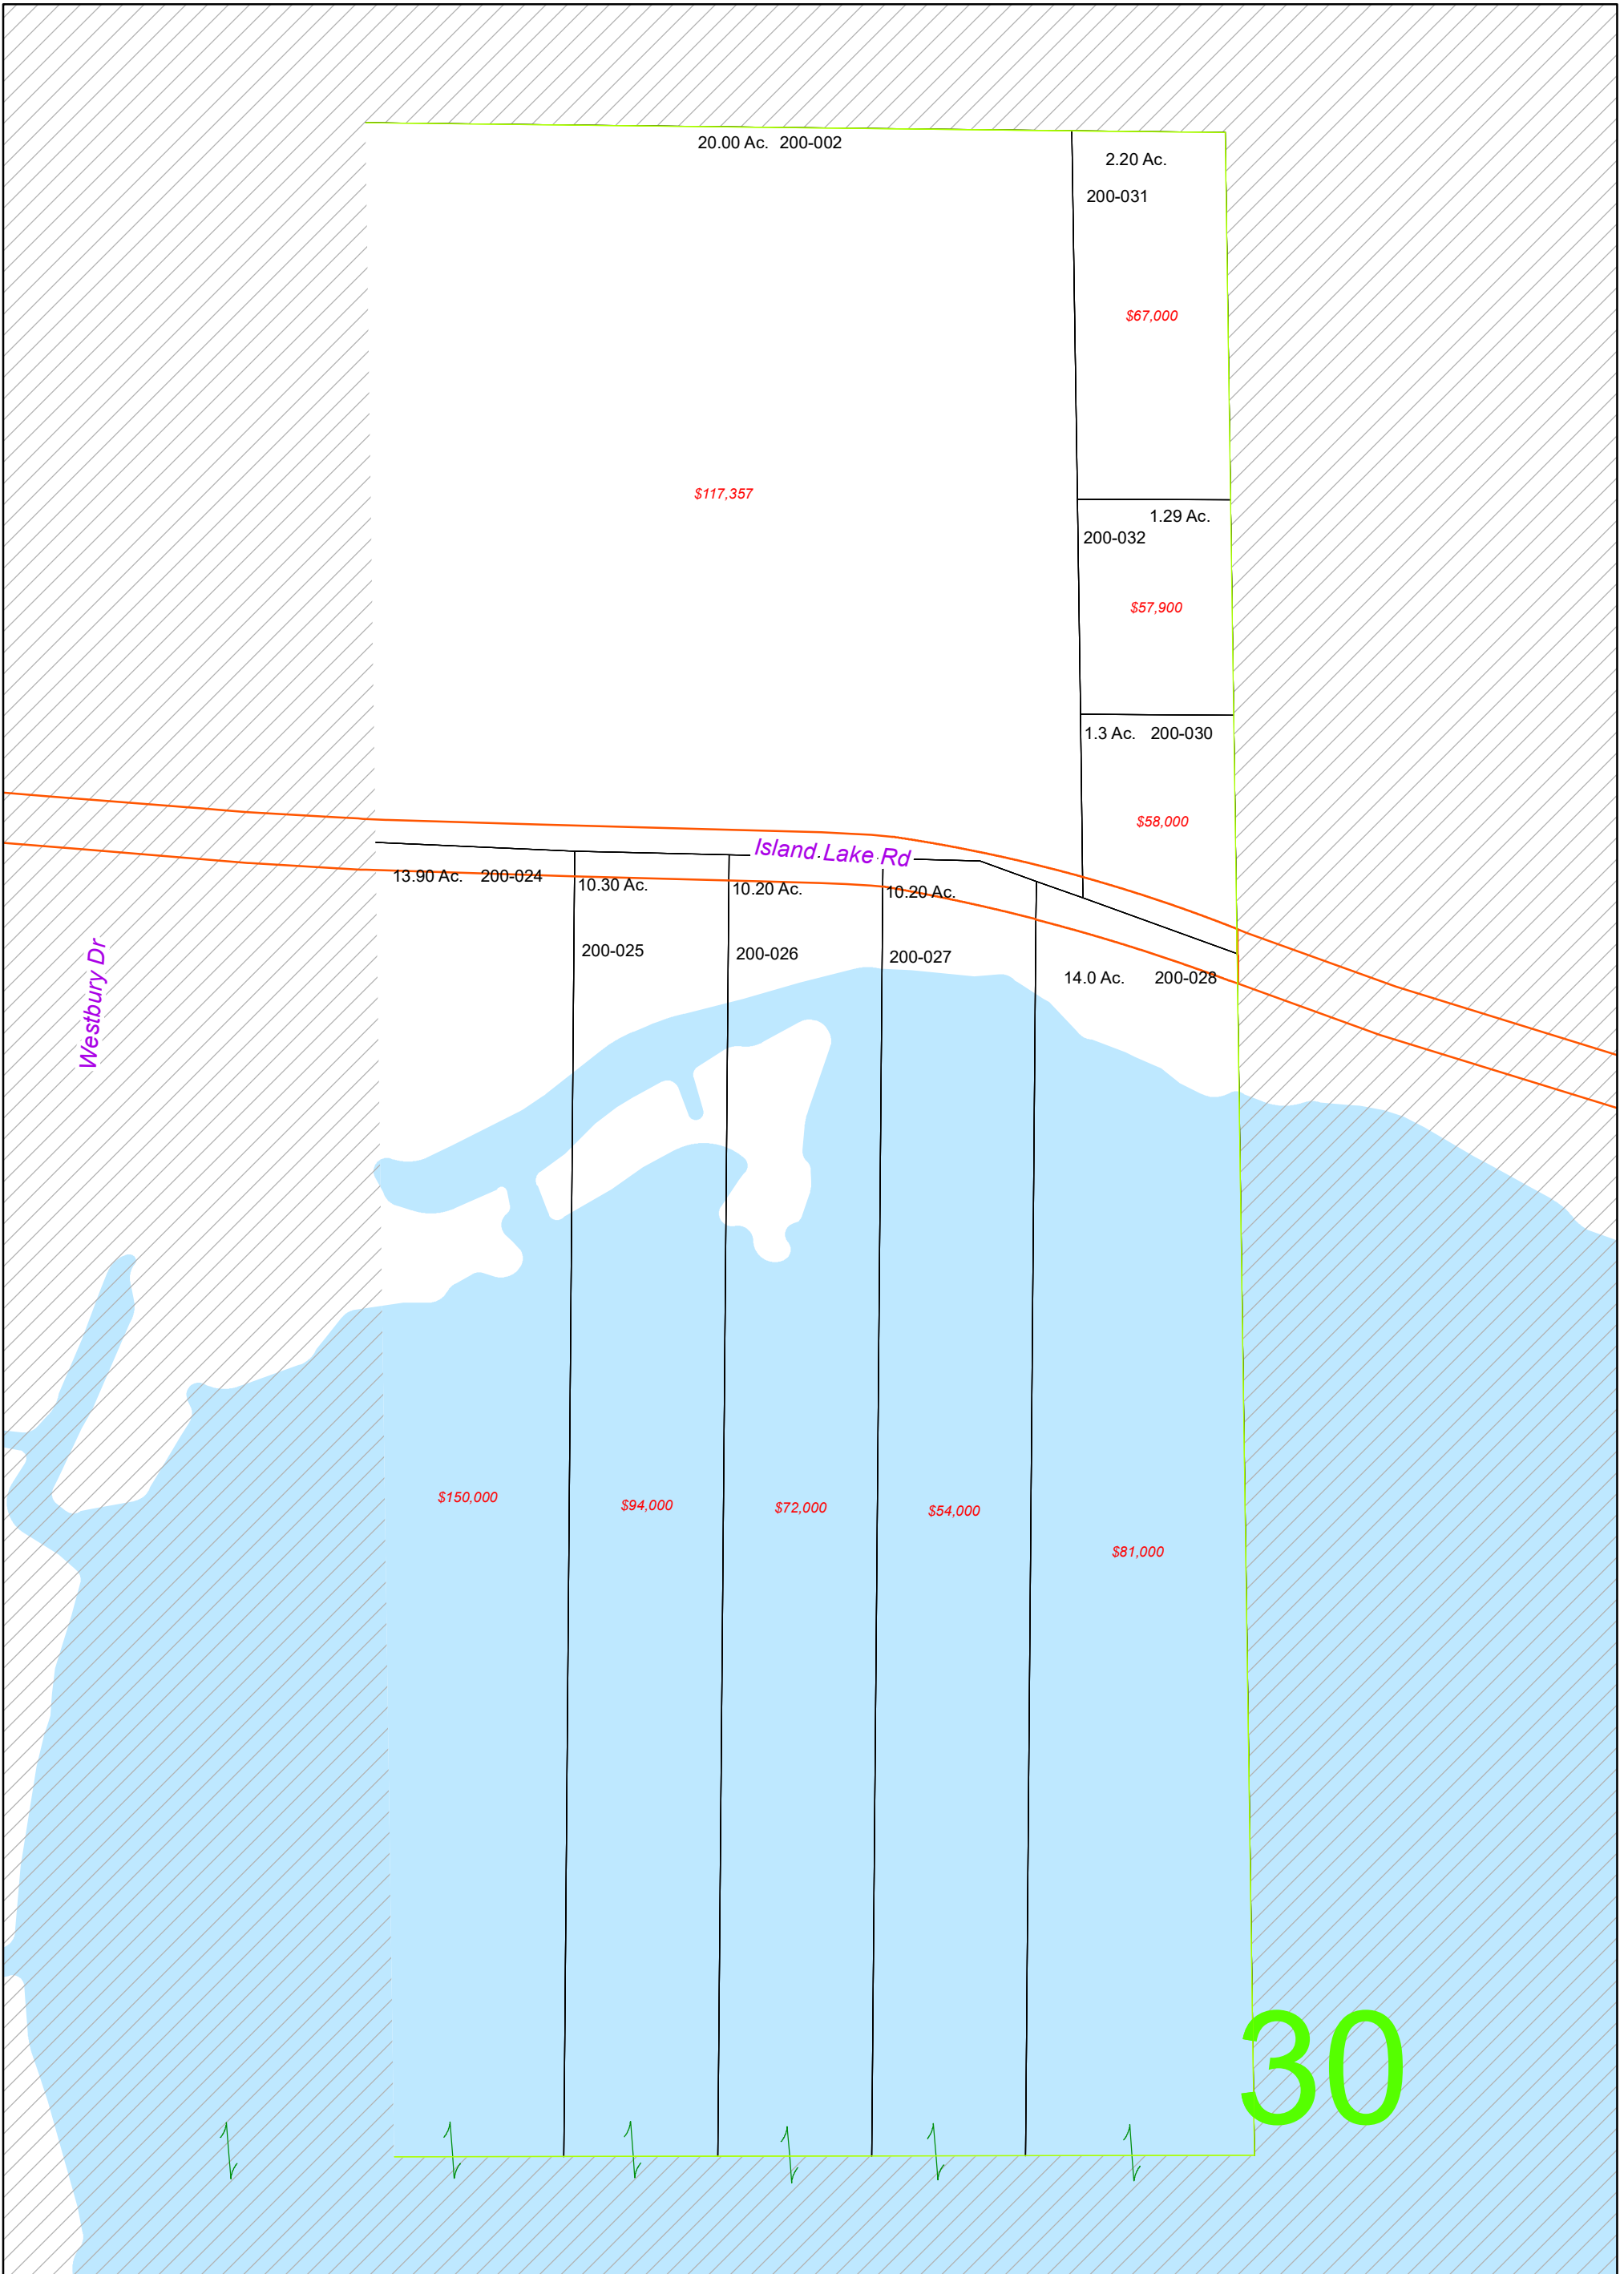 20.00 Ac. 200-002
2.20 Ac.
200-031
$67,000
$117,357
1.29 Ac.
200-032
$57,900
1.3 Ac. 200-030
$58,000
Island Lake Rd
13.90 Ac. 200-024
10.30 Ac.
10.20 Ac.
10.20 Ac.
200-025
200-026
200-027
14.0 Ac. 200-028
Westbury Dr
$150,000
$94,000
$72,000
$54,000
$81,000
30